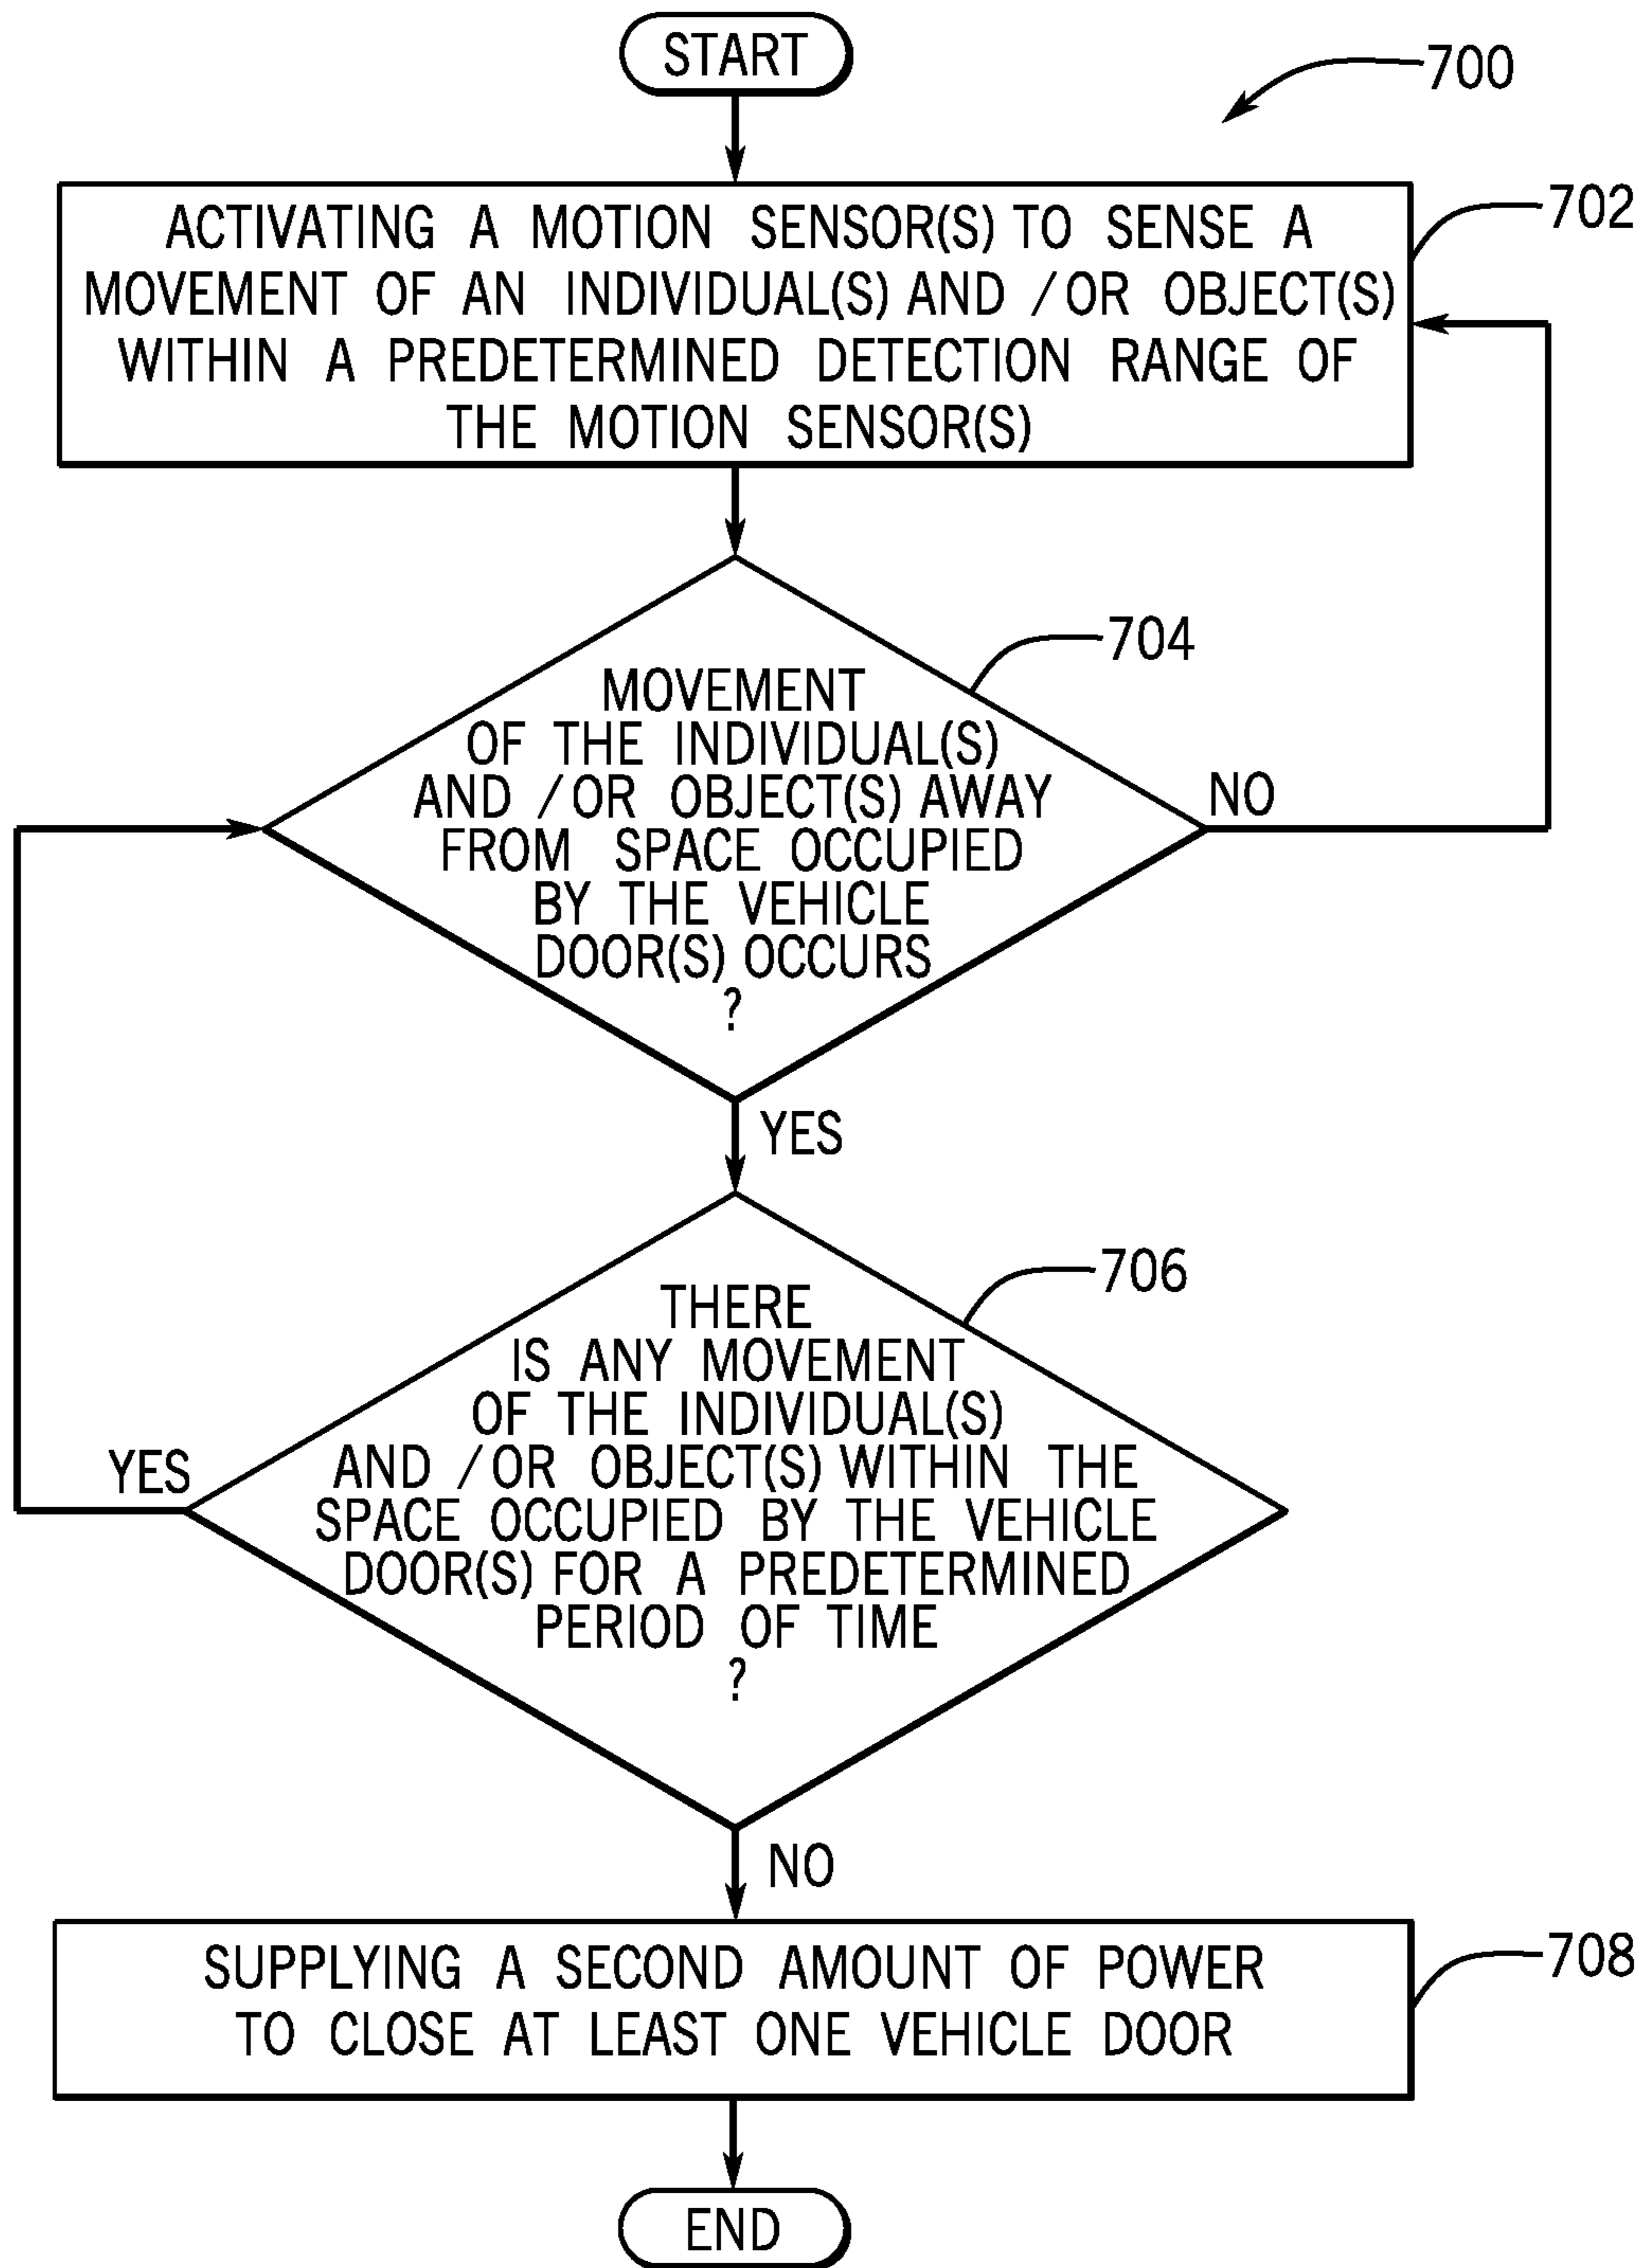 START
700
ACTIVATING A MOTION SENSOR(S) TO SENSE A
MOVEMENT OF AN INDIVIDUAL(S) AND /OR OBJECT(S)
WITHIN A PREDETERMINED DETECTION RANGE OF
THE MOTION SENSOR(S)
702
MOVEMENT
OF THE INDIVIDUAL(S)
AND /OR OBJECT(S) AWAY
FROM SPACE OCCUPIED
BY THE VEHICLE
DOOR(S) OCCURS
?
704
NO
YES
THERE
IS ANY MOVEMENT
OF THE INDIVIDUAL(S)
AND /OR OBJECT(S) WITHIN THE
SPACE OCCUPIED BY THE VEHICLE
DOOR(S) FOR A PREDETERMINED
PERIOD OF TIME
?
706
YES
NO
SUPPLYING A SECOND AMOUNT OF POWER
TO CLOSE AT LEAST ONE VEHICLE DOOR
708
END